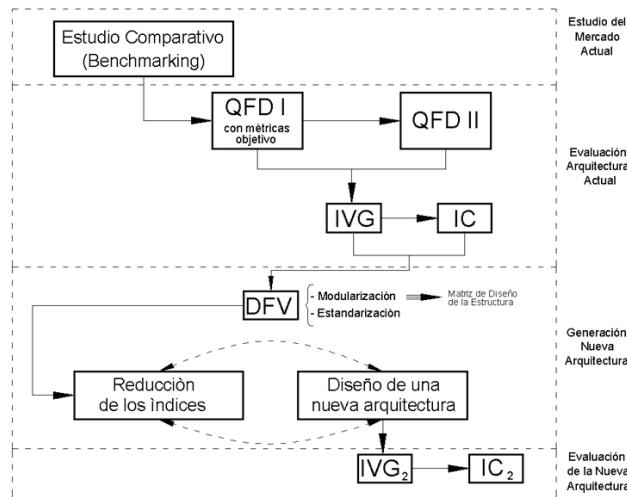 Estudio del
Mercado
Actual
Estudio Comparativo
(Benchmarking)
QFD I
con mètricas
objetivo
QFD II
Evaluación
Arquitectura
Actual
IVG
IC
DFV
- Modularizaciòn
- Estandarizaciòn
Matriz de Diseño
de la Estructura
Generación
Nueva
Arquitectura
Reducciòn
de los ìndices
Diseño de una
nueva arquitectura
IVG2
IC2
Evaluación
de la Nueva
Arquitectura